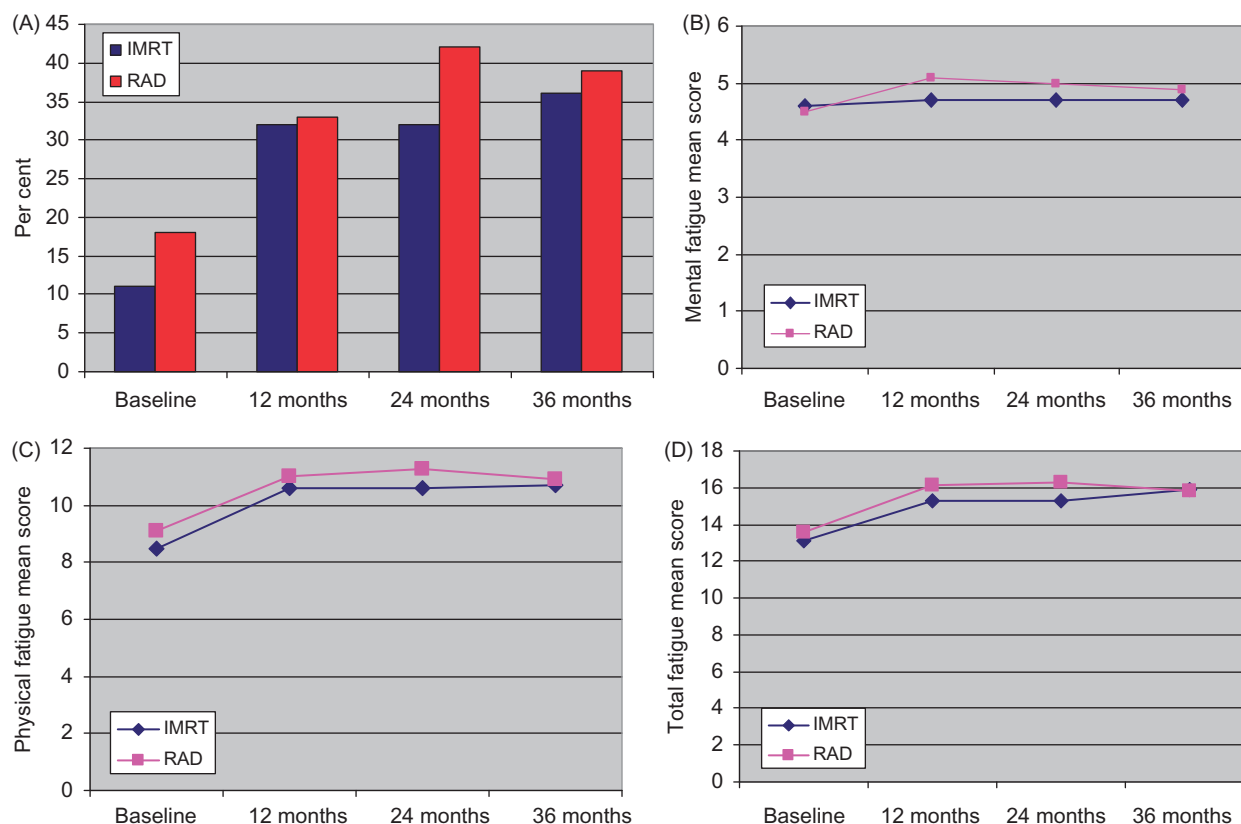 (A)
45
40
35
30
25
20
15
10
5
0
Per cent
IMRT
RAD
Baseline 12 months 24 months 36 months
(B)
6
5
4
3
2
1
0
Mental fatigue mean score
IMRT
RAD
Baseline 12 months 24 months 36 months
(C)
12
10
8
6
4
2
0
Physical fatigue mean score
IMRT
RAD
Baseline 12 months 24 months 36 months
(D)
18
16
14
12
10
8
6
4
2
0
Total fatigue mean score
IMRT
RAD
Baseline 12 months 24 months 36 months